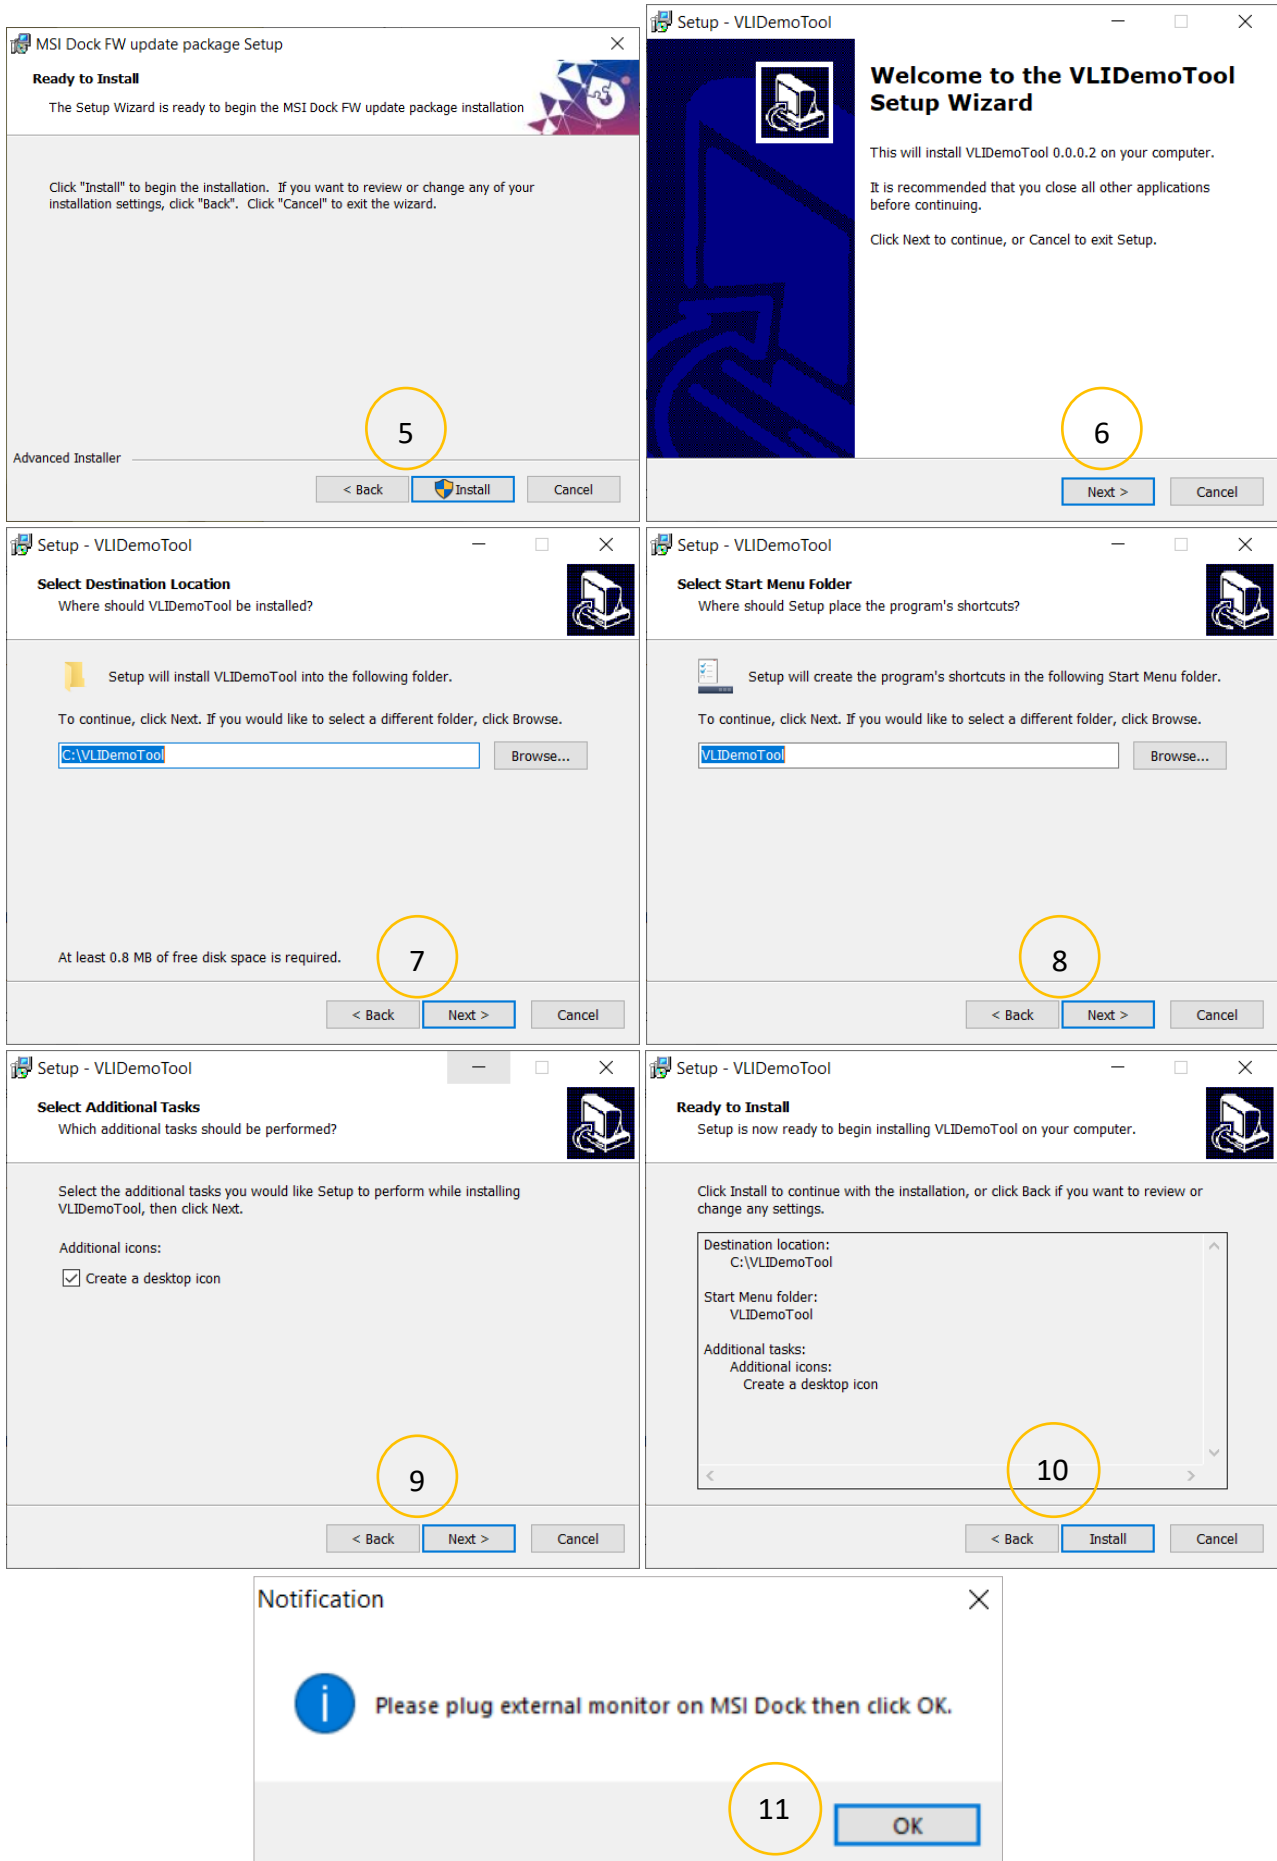 MSI Dock FW update package Setup
Ready to Install
The Setup Wizard is ready to begin the MSI Dock FW update package installation
Click "Install" to begin the installation. If you want to review or change any of your
installation settings, click "Back". Click "Cancel" to exit the wizard.
5
Advanced Installer
< Back
Install
Cancel
Setup - VLIDemoTool
Welcome to the VLIDemoTool
Setup Wizard
This will install VLIDemoTool 0.0.0.2 on your computer.
It is recommended that you close all other applications
before continuing.
Click Next to continue, or Cancel to exit Setup.
6
Next >
Cancel
Setup - VLIDemoTool
Select Destination Location
Where should VLIDemoTool be installed?
Setup will install VLIDemoTool into the following folder.
To continue, click Next. If you would like to select a different folder, click Browse.
C:\VLIDemoTool
Browse...
At least 0.8 MB of free disk space is required.
7
< Back
Next >
Cancel
Setup - VLIDemoTool
Select Start Menu Folder
Where should Setup place the program's shortcuts?
Setup will create the program's shortcuts in the following Start Menu folder.
To continue, click Next. If you would like to select a different folder, click Browse.
VLIDemoTool
Browse...
8
< Back
Next >
Cancel
Setup - VLIDemoTool
Select Additional Tasks
Which additional tasks should be performed?
Select the additional tasks you would like Setup to perform while installing
VLIDemoTool, then click Next.
Additional icons:
Create a desktop icon
9
< Back
Next >
Cancel
Setup - VLIDemoTool
Ready to Install
Setup is now ready to begin installing VLIDemoTool on your computer.
Click Install to continue with the installation, or click Back if you want to review or
change any settings.
Destination location:
C:\VLIDemoTool
Start Menu folder:
VLIDemoTool
Additional tasks:
Additional icons:
Create a desktop icon
10
< Back
Install
Cancel
Notification
Please plug external monitor on MSI Dock then click OK.
11
OK